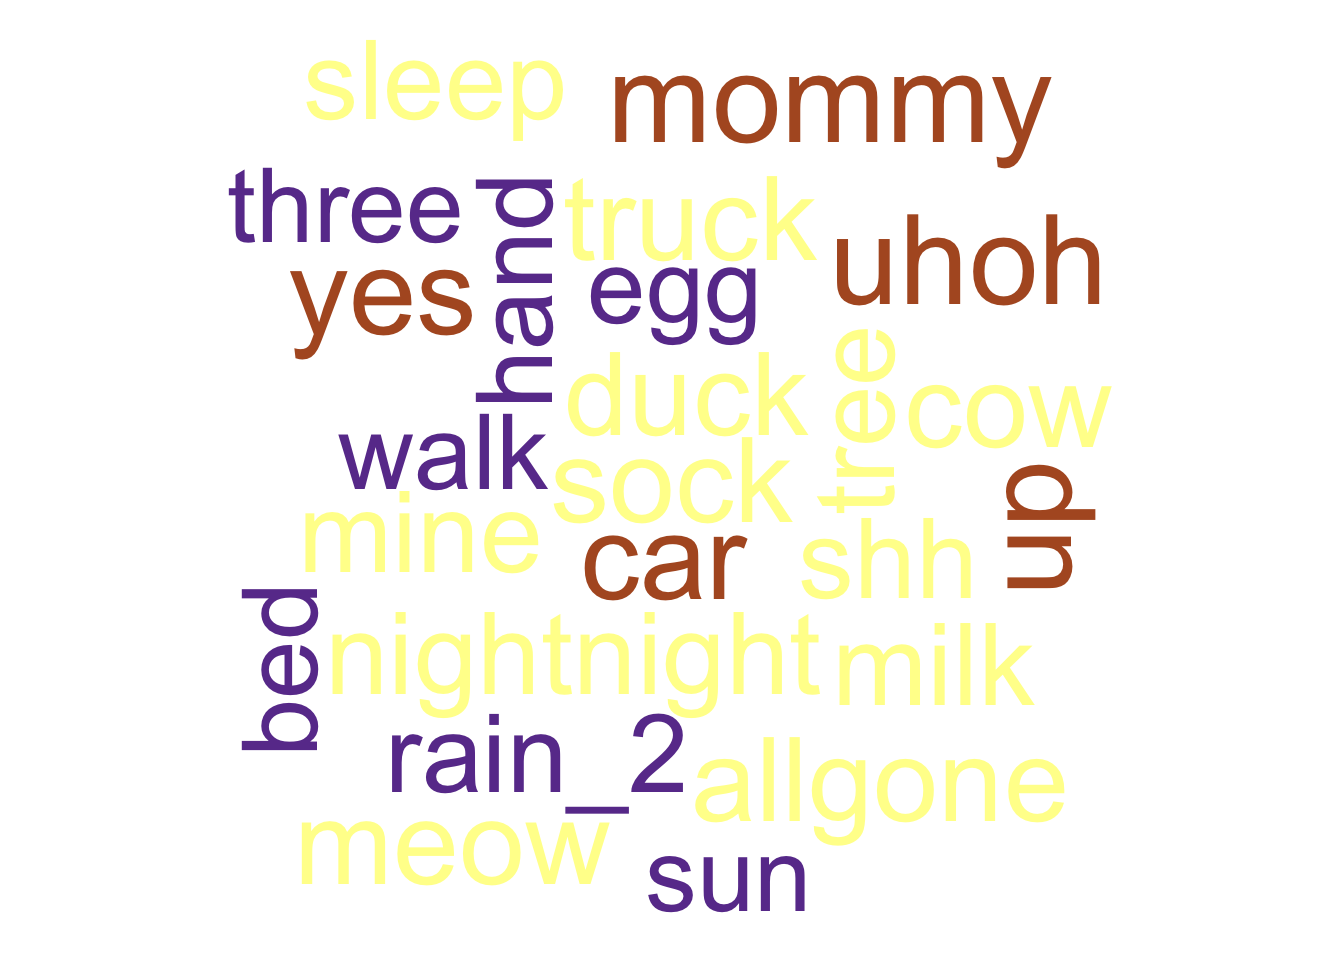 sleep
mommy
three
hand
truck
uhoh
yes
egg
duck
tree
cow
walk
sock
up
mine
car
shh
bed
nightnight
milk
rain_2
allgone
meow
sun